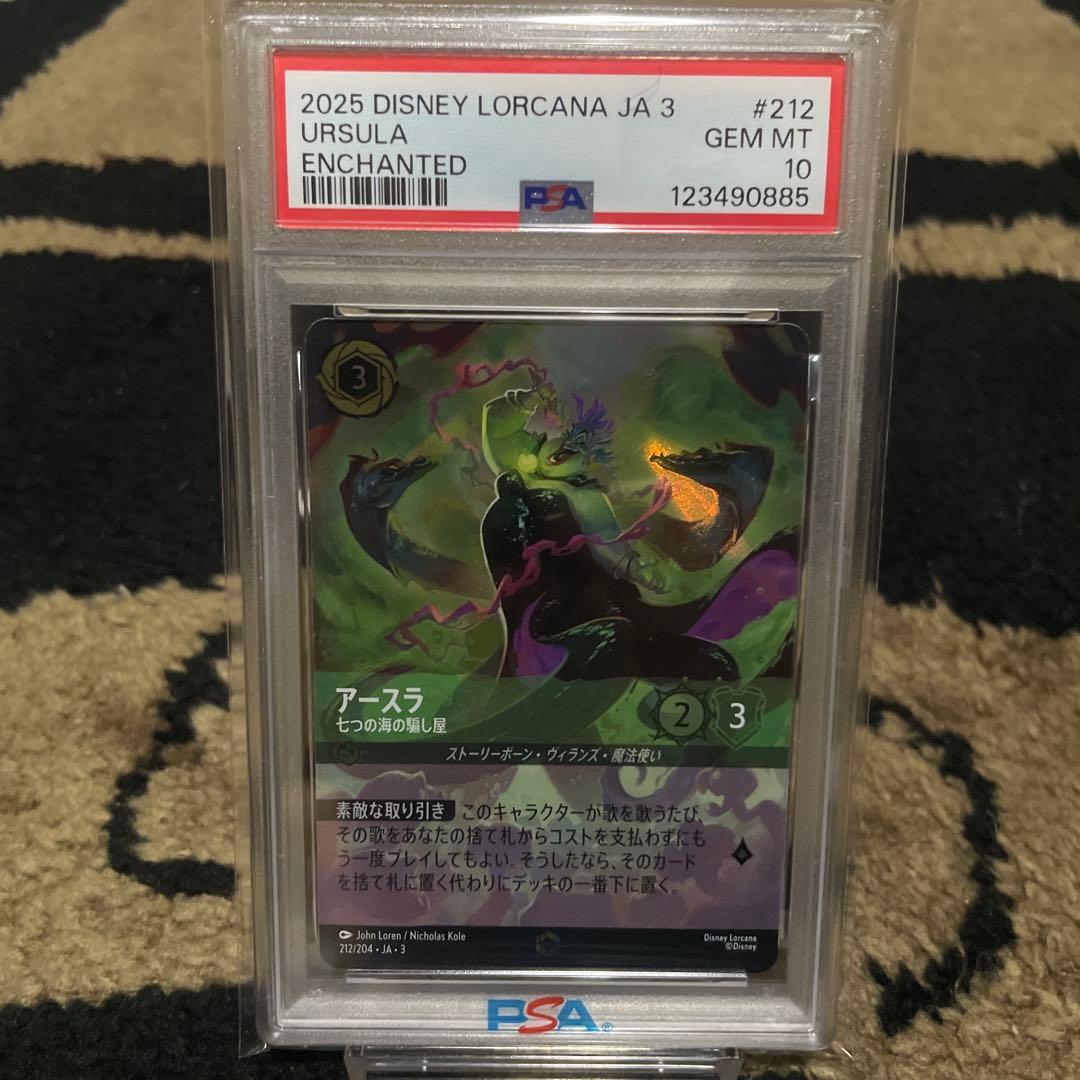 2025 DISNEY LORCANA JA 3 #212
URSULA GEM MT
ENCHANTED 10
PSA 123490885
3
アースラ
七つの海の騙し屋
2 3
ストーリーボーン・ヴィランズ・魔法使い
素敵な取り引き このキャラクターが歌を歌うたび、
その歌をあなたの捨て札からコストを支払わずにも
う一度プレイしてもよい。そうしたなら、そのカード
を捨て札に置く代わりにデッキの一番下に置く。
John Loren / Nicholas Kole
212/204・JA・3
Disney Lorcana
©Disney
PSA®